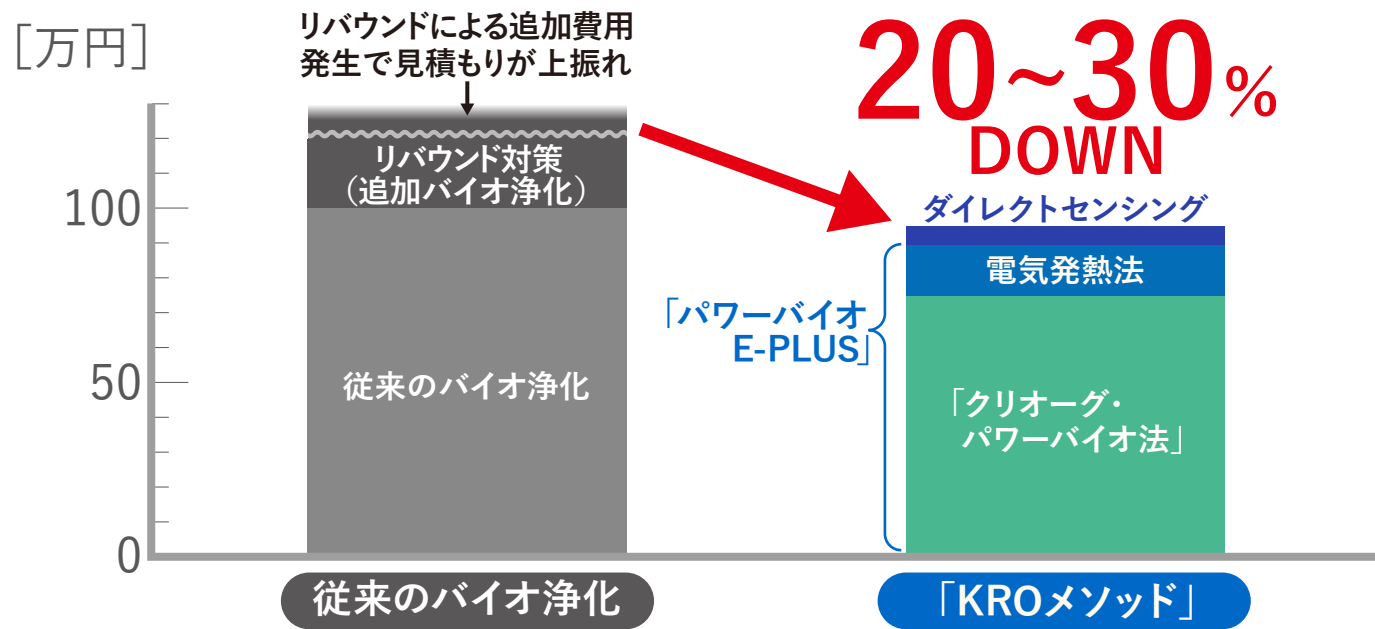 ［万円］
リバウンドによる追加費用
発生で見積もりが上振れ
20~30%
DOWN
リバウンド対策
（追加バイオ浄化）
100
ダイレクトセンシング
電気発熱法
「パワーバイオ
E-PLUS」
50
従来のバイオ浄化
「クリオーグ・
パワーバイオ法」
0
従来のバイオ浄化
「KROメソッド」